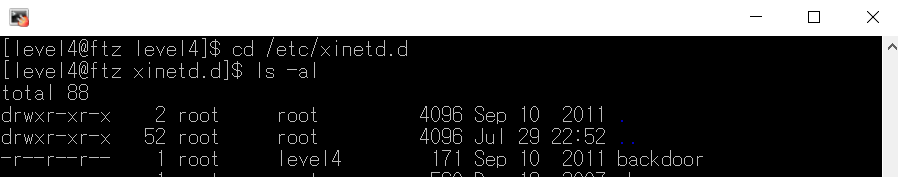 [level4@ftz level4]$ cd /etc/xinetd.d
[level4@ftz xinetd.d]$ ls -al
total 88
drwxr-xr-x 2 root root 4096 Sep 10 2011 .
drwxr-xr-x 52 root root 4096 Jul 29 22:52 ..
-r--r--r-- 1 root level4 171 Sep 10 2011 backdoor